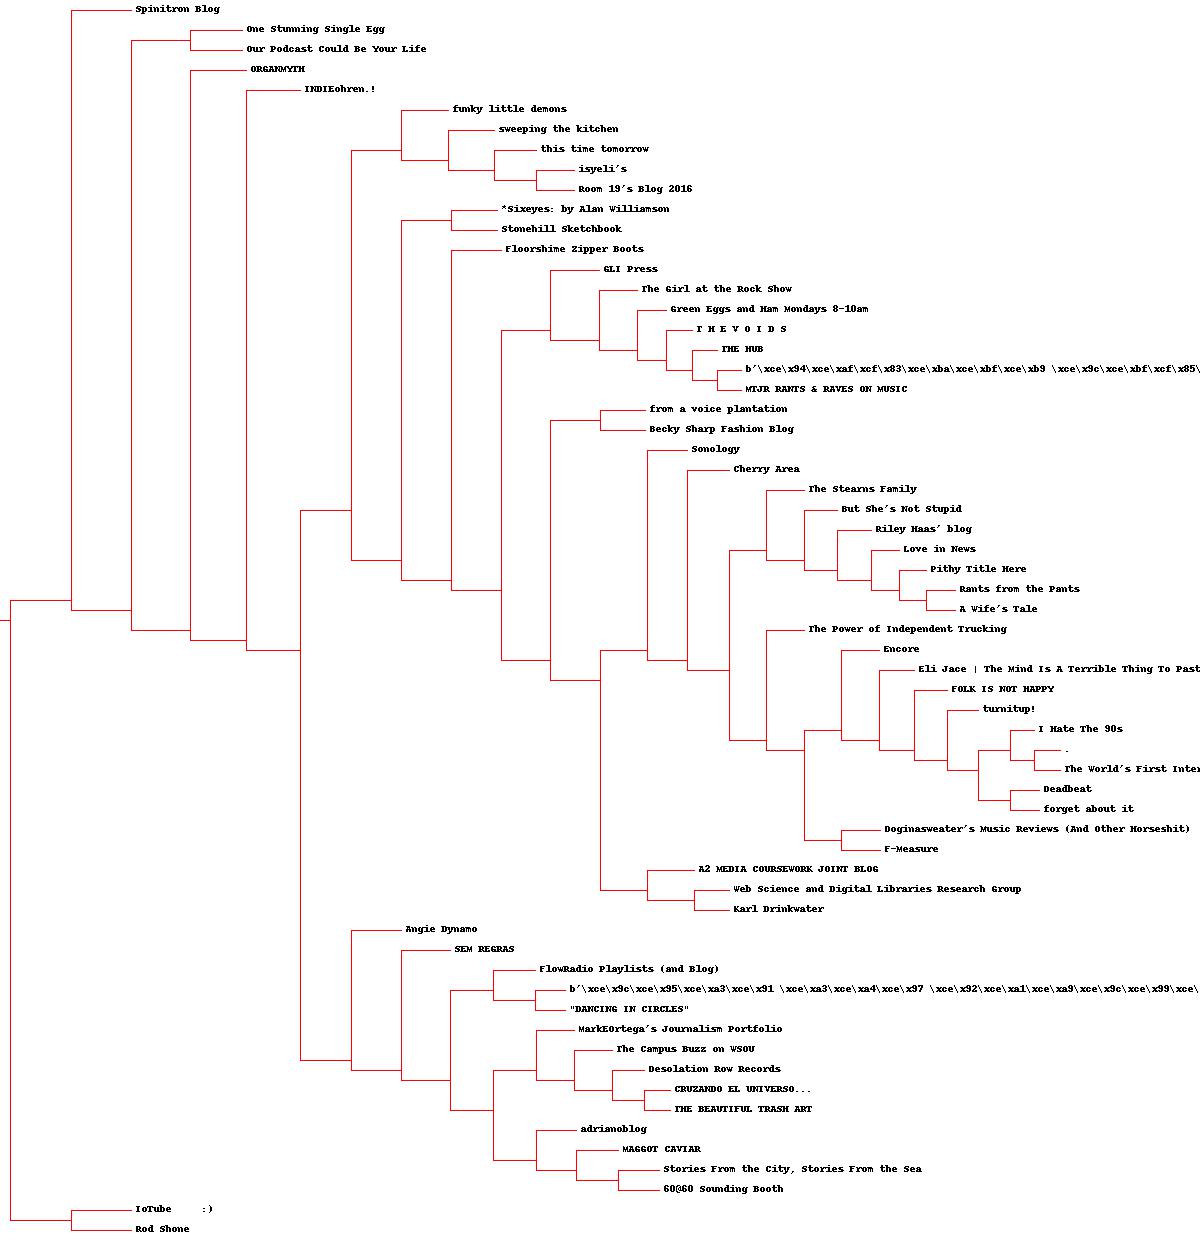 Spinitron Blog
One Stunning Single Egg
Our Podcast Could Be Your Life
ORGANMYTH
INDIEohren.!
funky little demons
sweeping the kitchen
this time tomorrow
isyeli's
Room 19's Blog 2016
*Sixeyes: by Alan Williamson
Stonehill Sketchbook
Floorshime Zipper Boots
GLI Press
The Girl at the Rock Show
Green Eggs and Ham Mondays 8-10am
T H E V O I D S
THE HUB
b'\xce\x94\xce\xaf\xcf\x83\xce\xba\xce\xbf\xce\xb9 \xce\x9c\xce\xbf\xcf\x85\
MTJR RANTS & RAVES ON MUSIC
from a voice plantation
Becky Sharp Fashion Blog
Sonology
Cherry Area
The Stearns Family
But She's Not Stupid
Riley Haas' blog
Love in News
Pithy Title Here
Rants from the Pants
A Wife's Tale
The Power of Independent Trucking
Encore
Eli Jace | The Mind Is A Terrible Thing To Past
FOLK IS NOT HAPPY
turnitup!
I Hate The 90s
.
The World's First Inter
Deadbeat
forget about it
Doginasweater's Music Reviews (And Other Horseshit)
F-Measure
A2 MEDIA COURSEWORK JOINT BLOG
Web Science and Digital Libraries Research Group
Karl Drinkwater
Angie Dynamo
SEM REGRAS
FlowRadio Playlists (and Blog)
b'\xce\x9c\xce\x95\xce\xa3\xce\x91 \xce\xa3\xce\xa4\xce\x97 \xce\x92\xce\xa1\xce\xa9\xce\x9c\xce\x99\xce\
"DANCING IN CIRCLES"
MarkEOrtega's Journalism Portfolio
The Campus Buzz on WSOU
Desolation Row Records
CRUZANDO EL UNIVERSO...
THE BEAUTIFUL TRASH ART
adrianoblog
MAGGOT CAVIAR
Stories From the City, Stories From the Sea
60@60 Sounding Booth
IoTube :)
Rod Shone